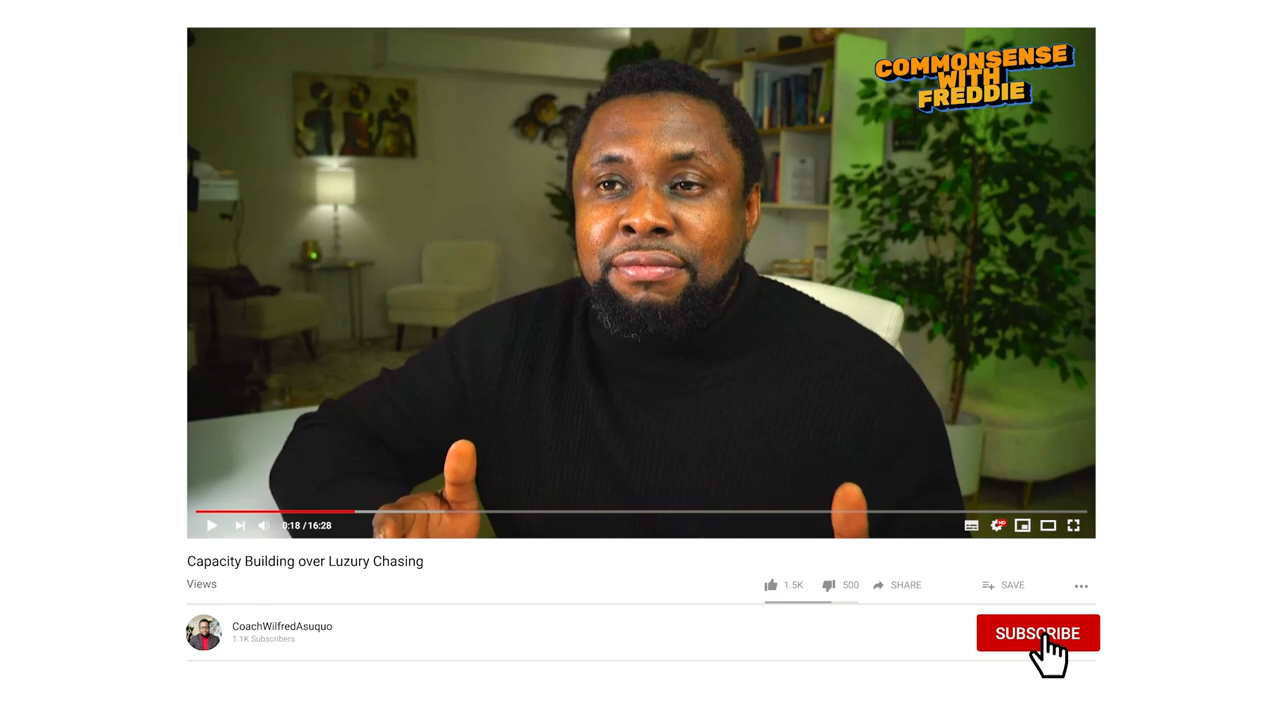 COMMONSENSE
WITH
FREDDIE
0:18 / 16:28
HD
Capacity Building over Luzury Chasing
Views
1.5K
500
SHARE
SAVE
CoachWilfredAsuquo
1.1K Subscribers
SUBSCRIBE